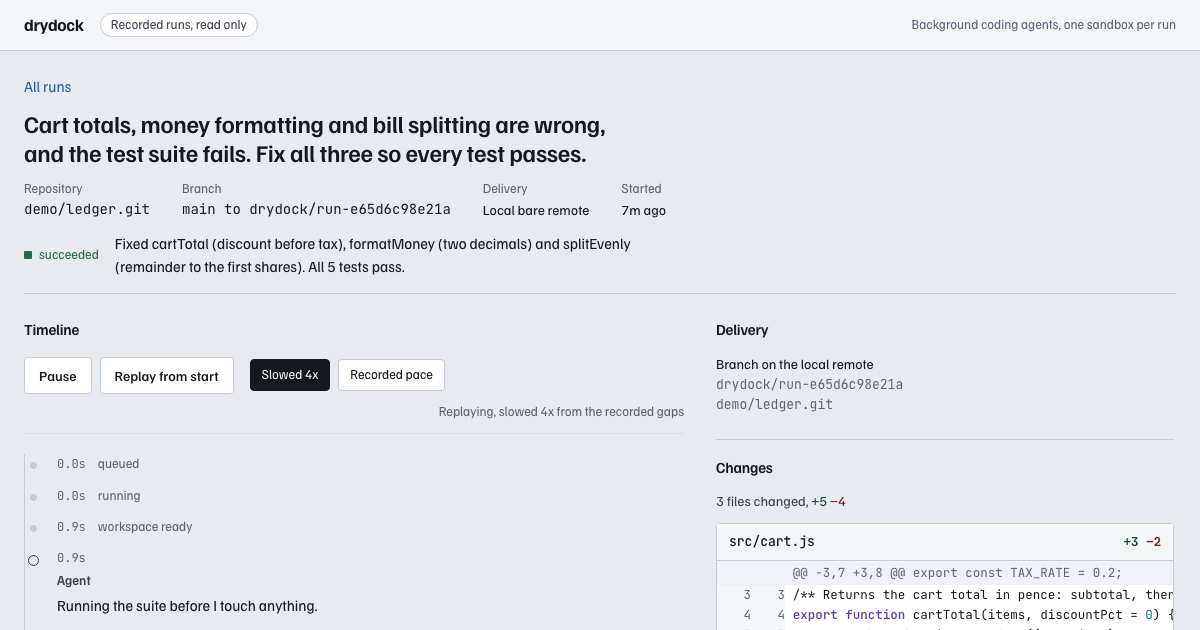 drydock
Recorded runs, read only
Background coding agents, one sandbox per run
All runs
Cart totals, money formatting and bill splitting are wrong,
and the test suite fails. Fix all three so every test passes.
Repository
demo/ledger.git
Branch
main to drydock/run-e65d6c98e21a
Delivery
Local bare remote
Started
7m ago
succeeded
Fixed cartTotal (discount before tax), formatMoney (two decimals) and splitEvenly
(remainder to the first shares). All 5 tests pass.
Timeline
Pause
Replay from start
Slowed 4x
Recorded pace
Replaying, slowed 4x from the recorded gaps
0.0s queued
0.0s running
0.9s workspace ready
0.9s
Agent
Running the suite before I touch anything.
Delivery
Branch on the local remote
drydock/run-e65d6c98e21a
demo/ledger.git
Changes
3 files changed, +5 −4
src/cart.js +3 −2
@@ -3,7 +3,8 @@ export const TAX_RATE = 0.2;
3 3 /** Returns the cart total in pence: subtotal, then
4 4 export function cartTotal(items, discountPct = 0) {